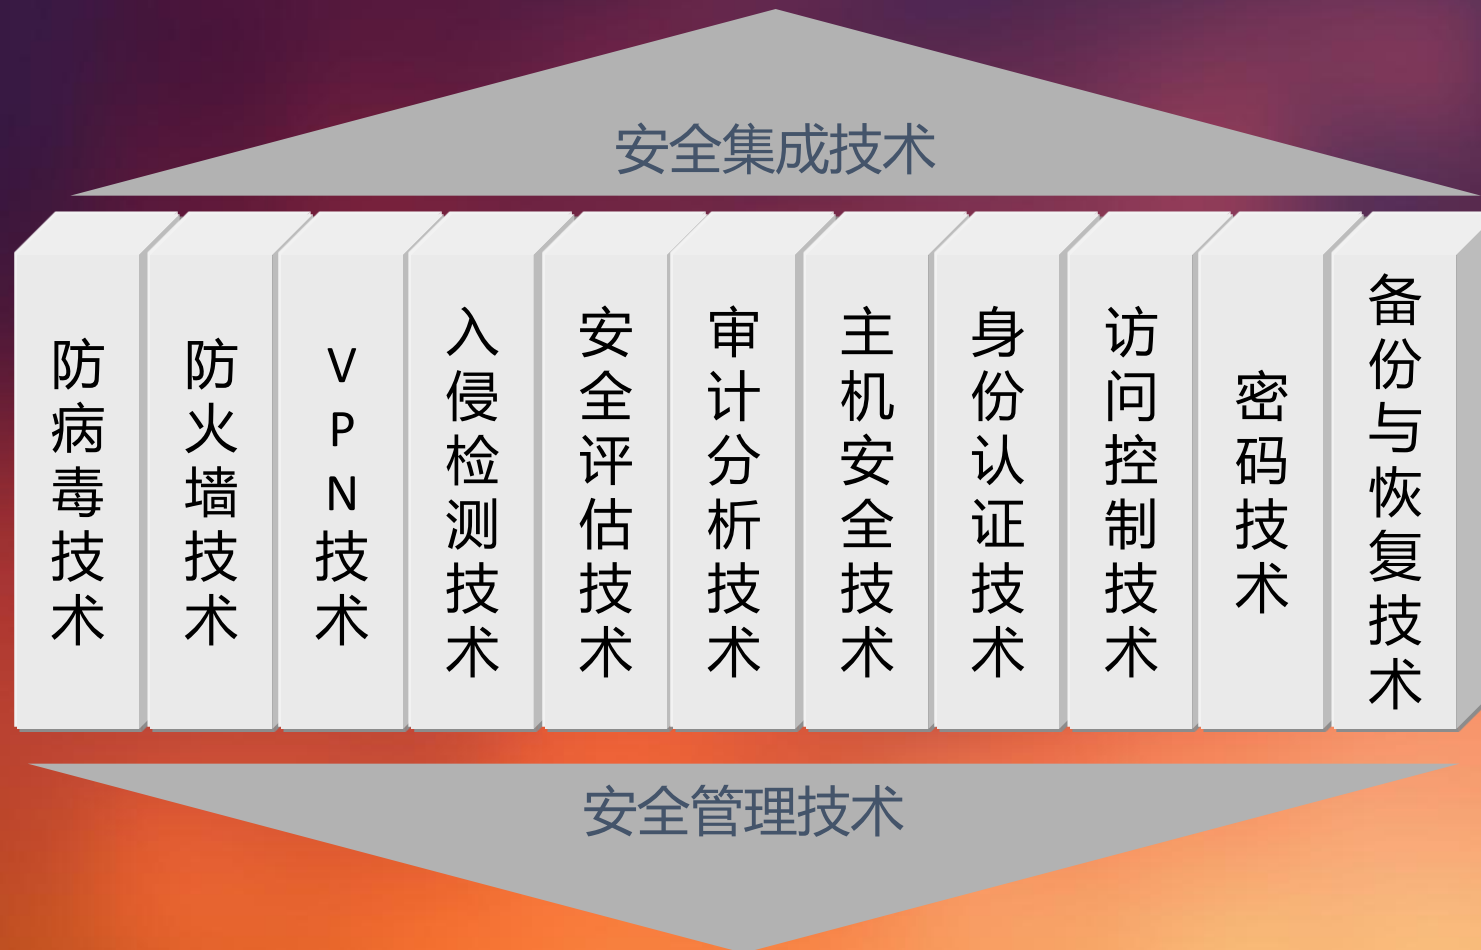 安全集成技术
防病毒技术
防火墙技术
VPN技术
入侵检测技术
安全评估技术
审计分析技术
主机安全技术
身份认证技术
访问控制技术
密码技术
备份与恢复技术
安全管理技术